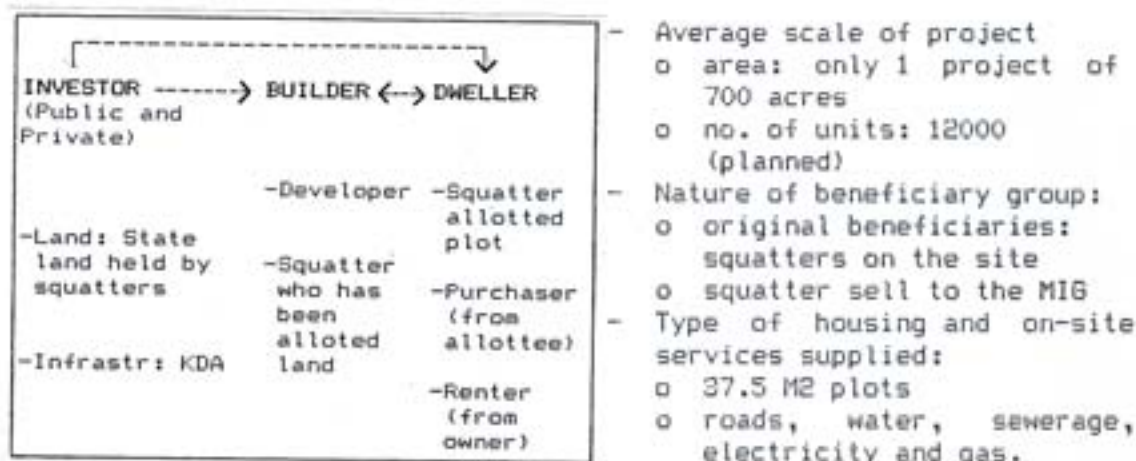 INVESTOR -------> BUILDER <--> DWELLER
(Public and
Private)
-Land: State
land held by
squatters
-Infrastr: KDA
-Developer
-Squatter
who has
been
alloted
land
-Squatter
allotted
plot
-Purchaser
(from
allottee)
-Renter
(from
owner)
- Average scale of project
o area: only 1 project of
700 acres
o no. of units: 12000
(planned)
- Nature of beneficiary group:
o original beneficiaries:
squatters on the site
o squatter sell to the MIG
- Type of housing and on-site
services supplied:
o 37.5 M2 plots
o roads, water, sewerage,
electricity and gas.